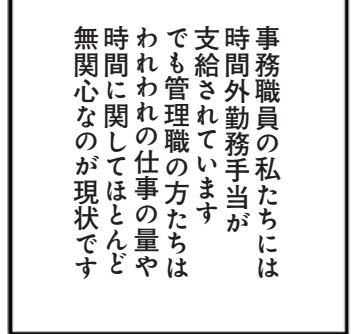 事務職員の私たちには
時間外勤務手当が
支給されています
でも管理職の方たちは
われわれの仕事の量や
時間に関してほとんど
無関心なのが現状です